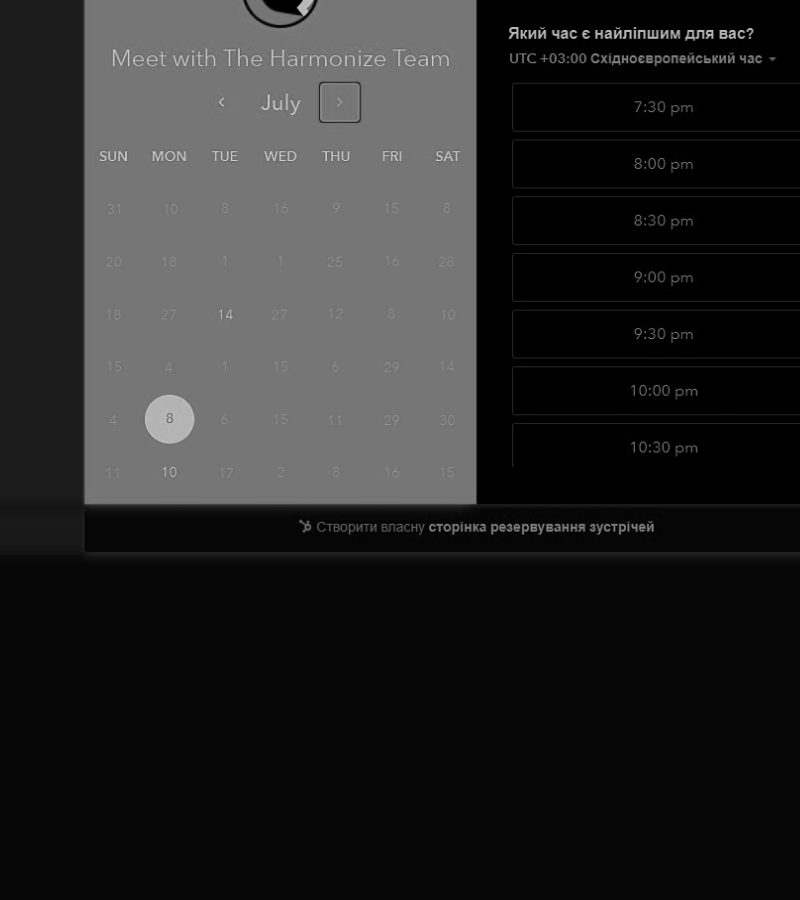 Meet with The Harmonize Team
July
SUN MON TUE WED THU FRI SAT
31 10 8 16 9 15 8
20 18 1 1 25 16 28
18 27 14 27 12 8 10
15 4 1 15 6 29 14
4 8 6 15 11 29 30
11 10 17 2 8 16 15
Який час є найліпшим для вас?
UTC +03:00 Східноєвропейський час
7:30 pm
8:00 pm
8:30 pm
9:00 pm
9:30 pm
10:00 pm
10:30 pm
Створити власну сторінка резервування зустрічей